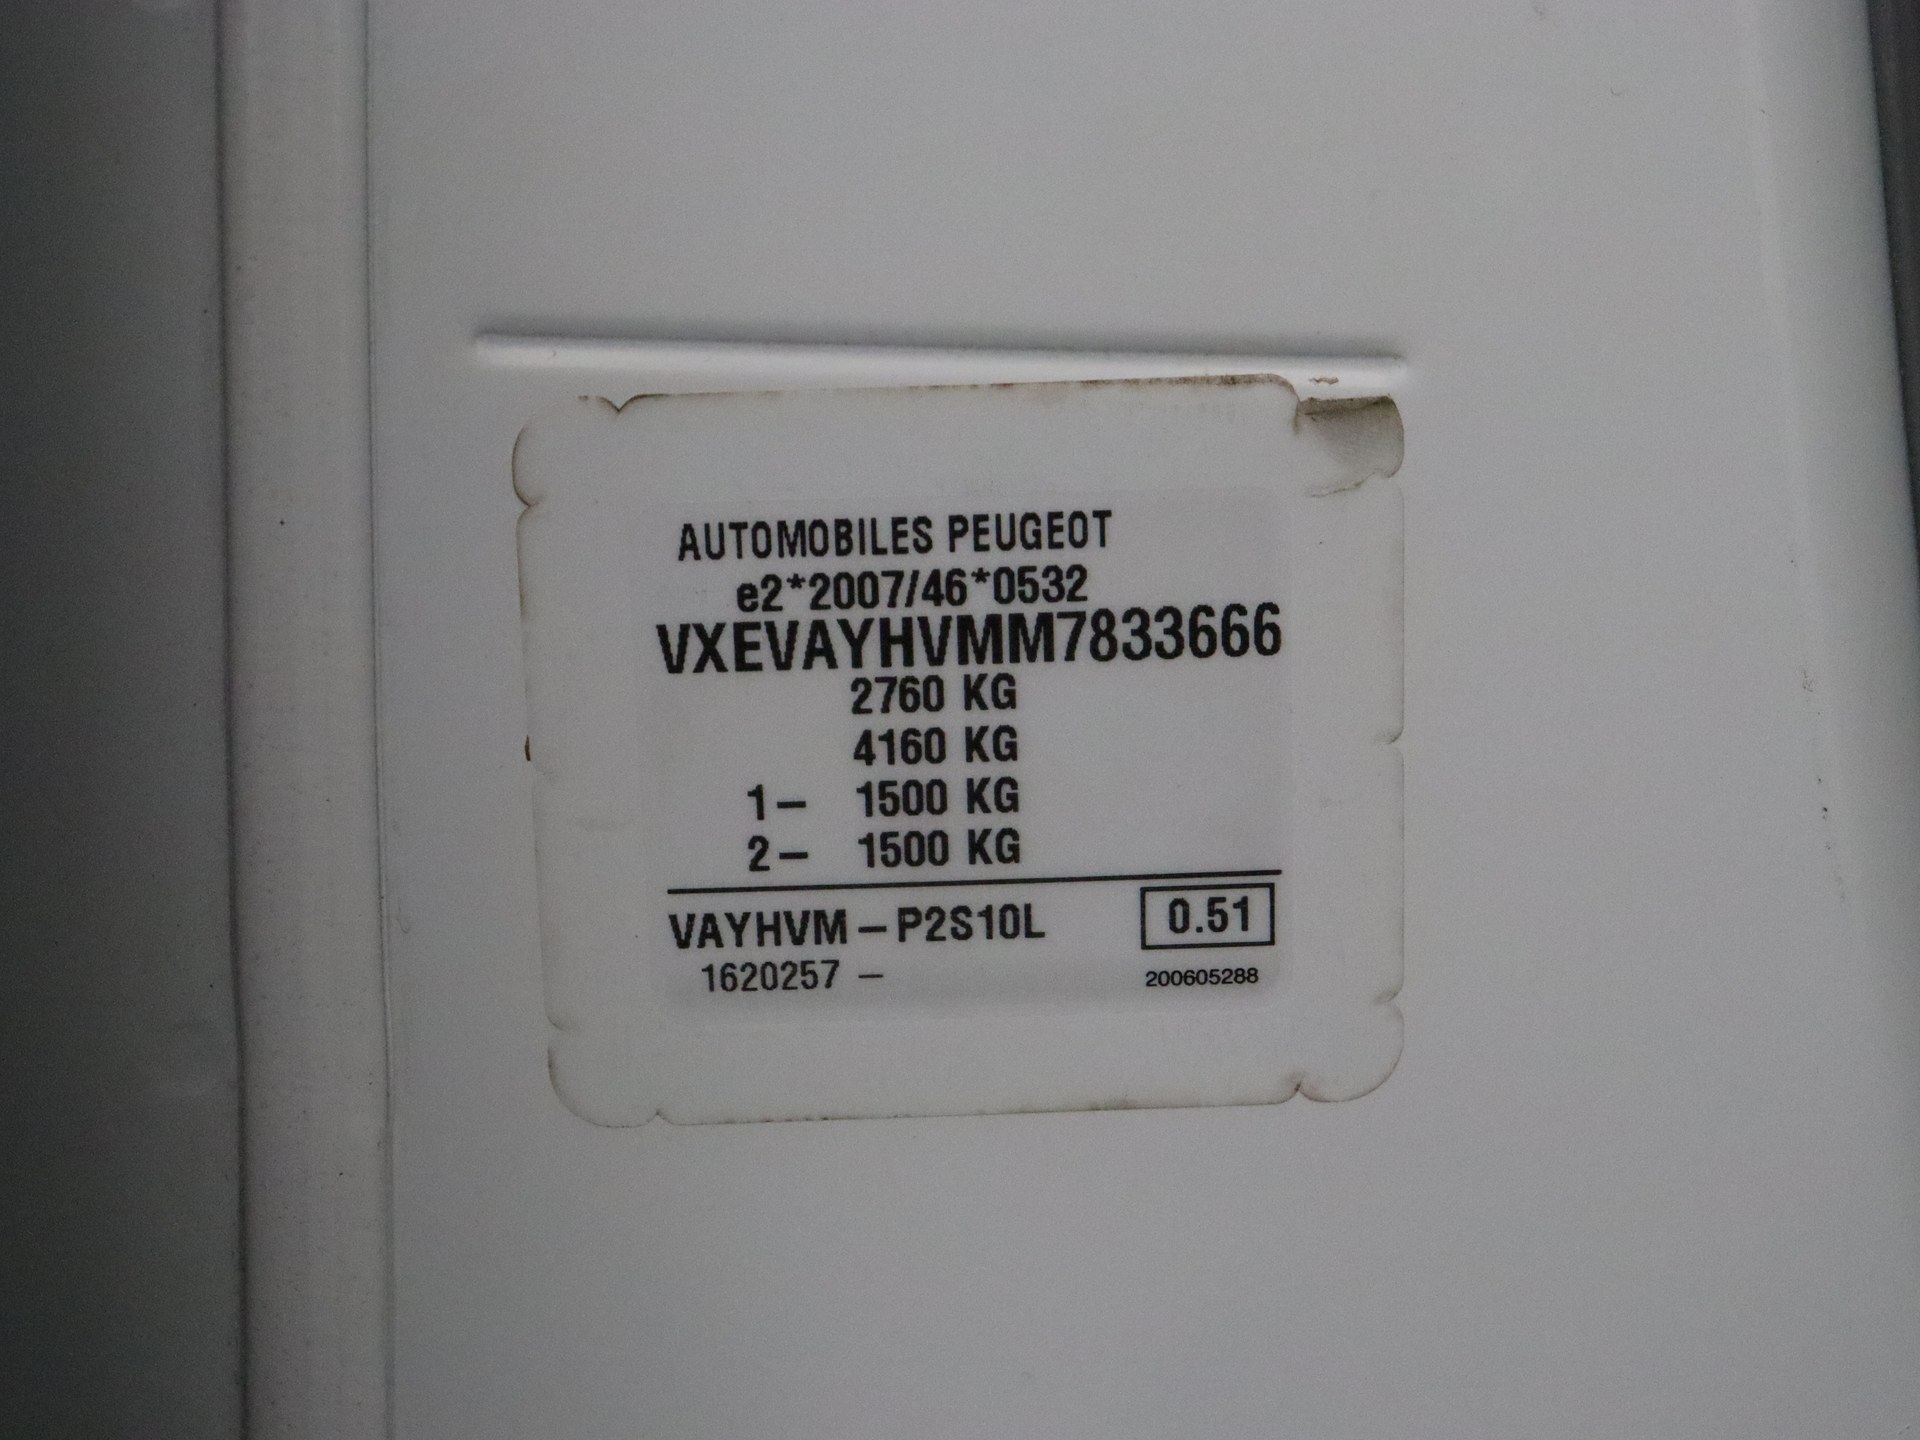 AUTOMOBILES PEUGEOT
e2*2007/46*0532
VXEVAYHVMM7833666
2760 KG
4160 KG
1– 1500 KG
2– 1500 KG
VAYHVM – P2S10L 0.51
1620257 – 200605288